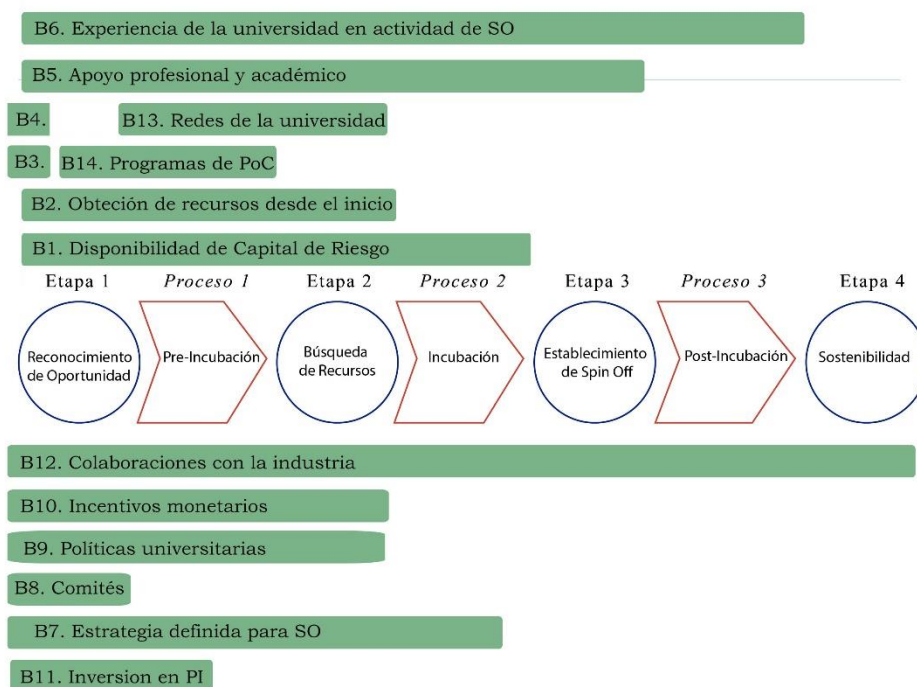 B6. Experiencia de la universidad en actividad de SO
B5. Apoyo profesional y académico
B4. B13. Redes de la universidad
B3. B14. Programas de PoC
B2. Obteción de recursos desde el inicio
B1. Disponibilidad de Capital de Riesgo
Etapa 1 Proceso 1 Etapa 2 Proceso 2 Etapa 3 Proceso 3 Etapa 4
Reconocimiento
de Oportunidad
Pre-Incubación
Búsqueda
de Recursos
Incubación
Establecimiento
de Spin Off
Post-Incubación
Sostenibilidad
B12. Colaboraciones con la industria
B10. Incentivos monetarios
B9. Políticas universitarias
B8. Comités
B7. Estrategia definida para SO
B11. Inversion en PI